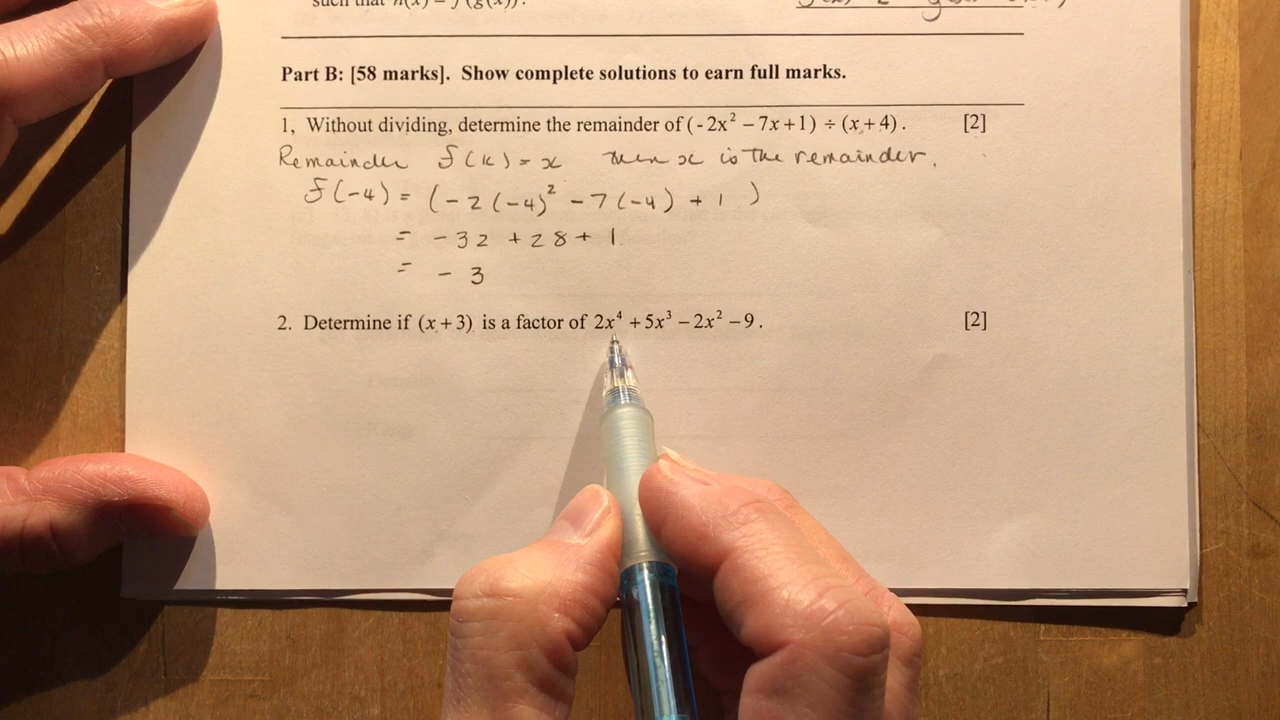 such that h(x) = f(g(x)).
Part B: [58 marks]. Show complete solutions to earn full marks.
1, Without dividing, determine the remainder of (-2x² − 7x + 1) ÷ (x + 4). [2]
Remainder f(k) = x then x is the remainder.
f(-4) = (-2(-4)² - 7(-4) + 1 )
= -32 + 28 + 1
= - 3
2. Determine if (x + 3) is a factor of 2x⁴ + 5x³ − 2x² − 9. [2]